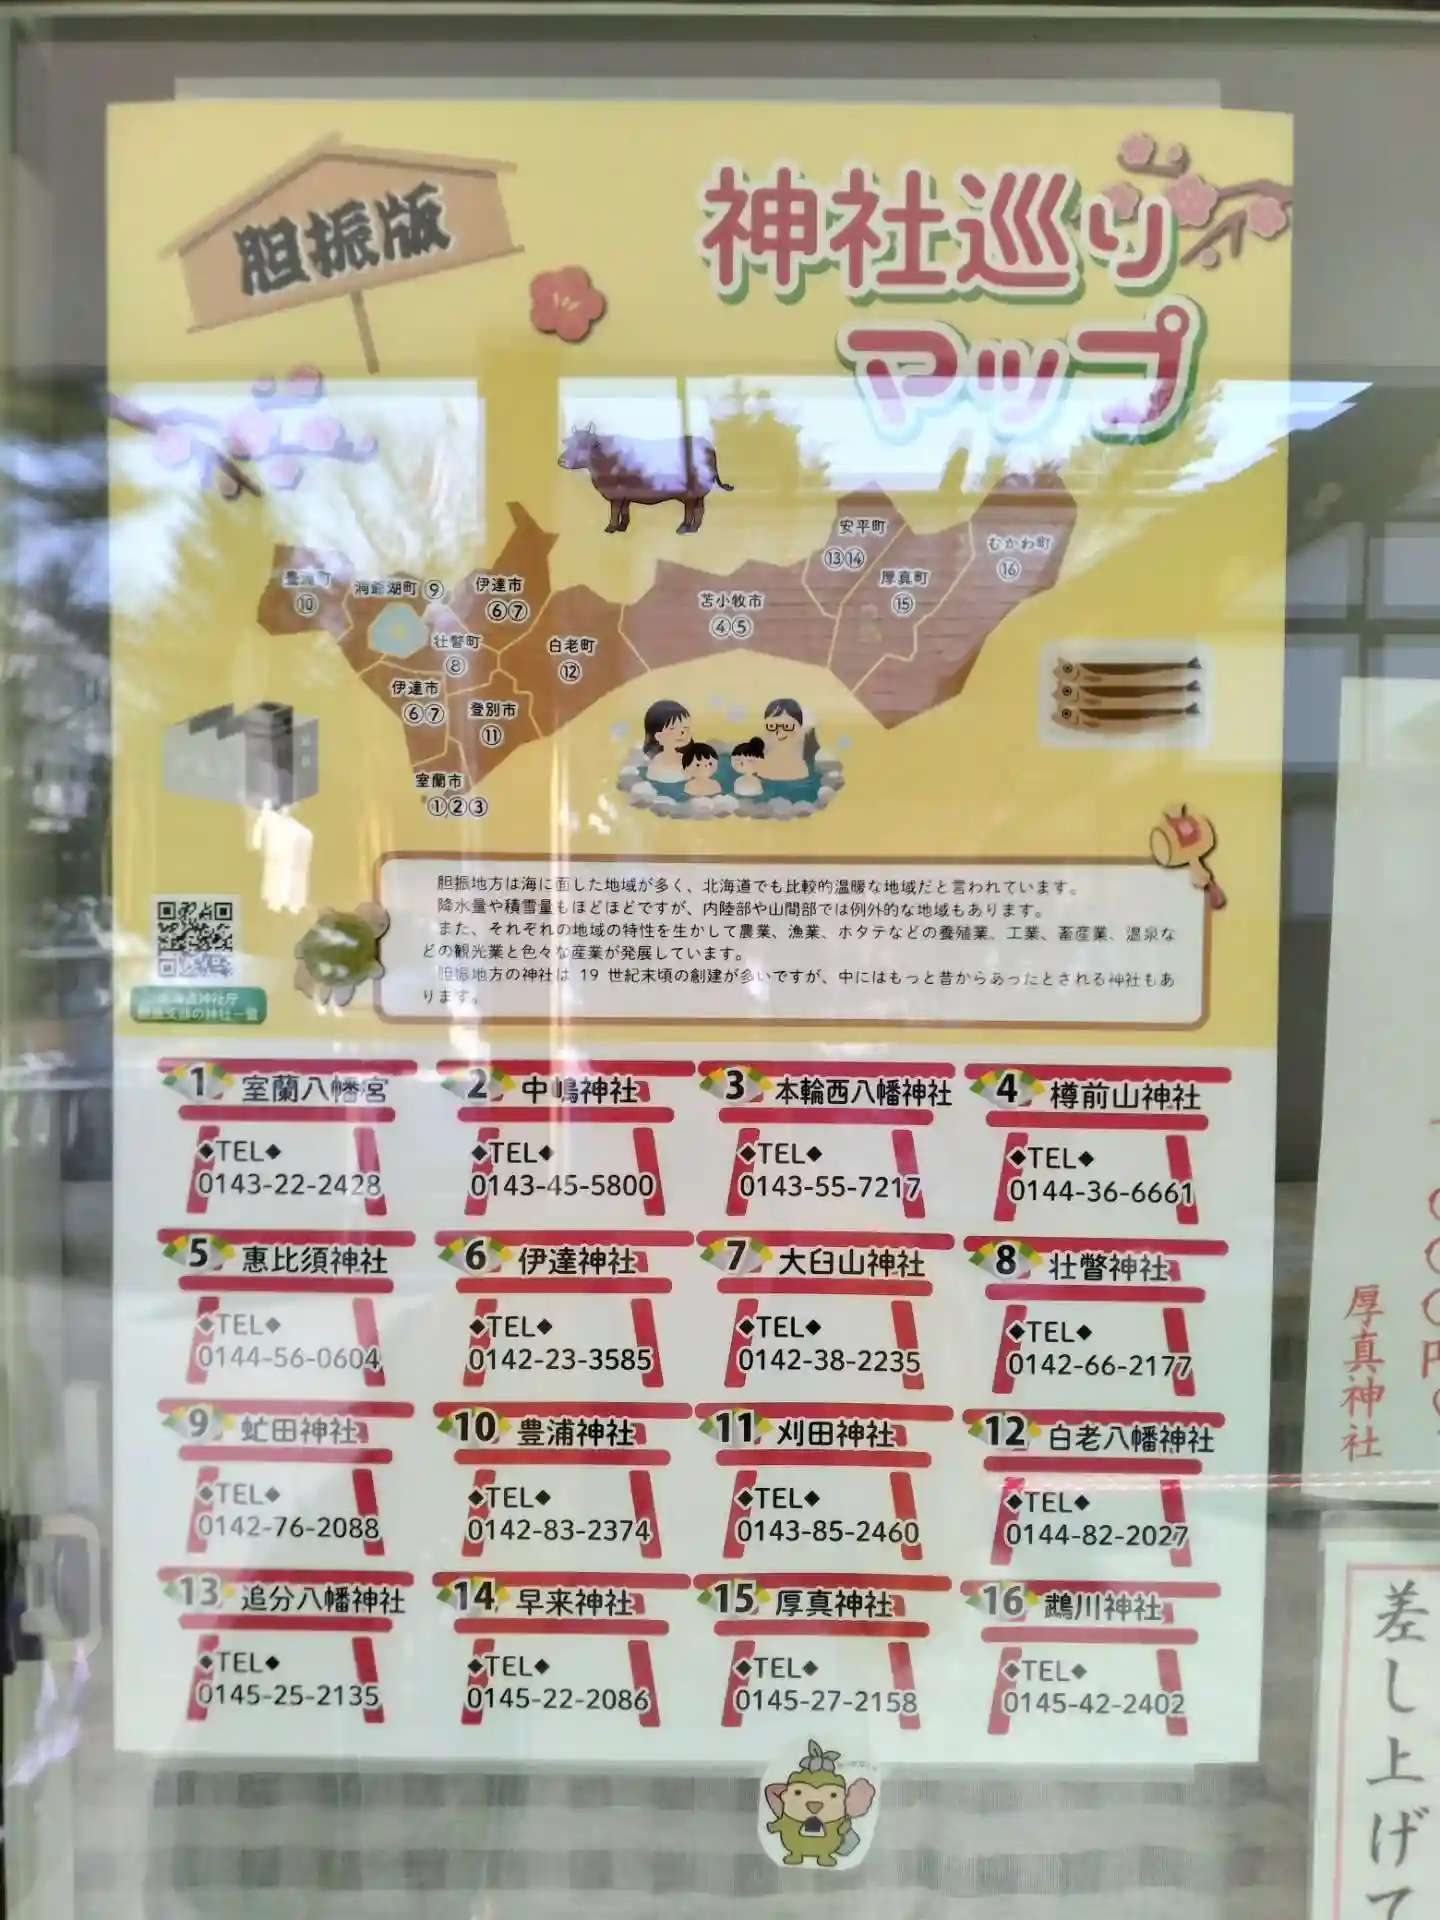 胆振版
神社巡り
マップ
豊浦町
⑩
洞爺湖町 ⑨
伊達市
⑥⑦
壮瞥町
⑧
伊達市
⑥⑦
登別市
⑪
室蘭市
①②③
白老町
⑫
苫小牧市
④⑤
安平町
⑬⑭
厚真町
⑮
むかわ町
⑯
胆振地方は海に面した地域が多く、北海道でも比較的温暖な地域だと言われています。
降水量や積雪量もほどほどですが、内陸部や山間部では例外的な地域もあります。
また、それぞれの地域の特性を生かして農業、漁業、ホタテなどの養殖業、工業、畜産業、温泉な
どの観光業と色々な産業が発展しています。
胆振地方の神社は 19 世紀末頃の創建が多いですが、中にはもっと昔からあったとされる神社もあ
ります。
北海道神社庁
胆振支部の神社一覧
1 室蘭八幡宮
◆TEL◆
0143-22-2428
2 中嶋神社
◆TEL◆
0143-45-5800
3 本輪西八幡神社
◆TEL◆
0143-55-7217
4 樽前山神社
◆TEL◆
0144-36-6661
5 惠比須神社
◆TEL◆
0144-56-0604
6 伊達神社
◆TEL◆
0142-23-3585
7 大臼山神社
◆TEL◆
0142-38-2235
8 壮瞥神社
◆TEL◆
0142-66-2177
9 虻田神社
◆TEL◆
0142-76-2088
10 豊浦神社
◆TEL◆
0142-83-2374
11 刈田神社
◆TEL◆
0143-85-2460
12 白老八幡神社
◆TEL◆
0144-82-2027
13 追分八幡神社
◆TEL◆
0145-25-2135
14 早来神社
◆TEL◆
0145-22-2086
15 厚真神社
◆TEL◆
0145-27-2158
16 鵡川神社
◆TEL◆
0145-42-2402
厚真神社
差し上げて